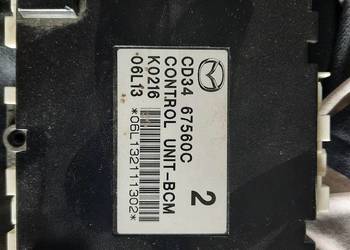 CD34 67560C
CONTROL UNIT-BCM
K0216
06L13
2
*06L132111302*